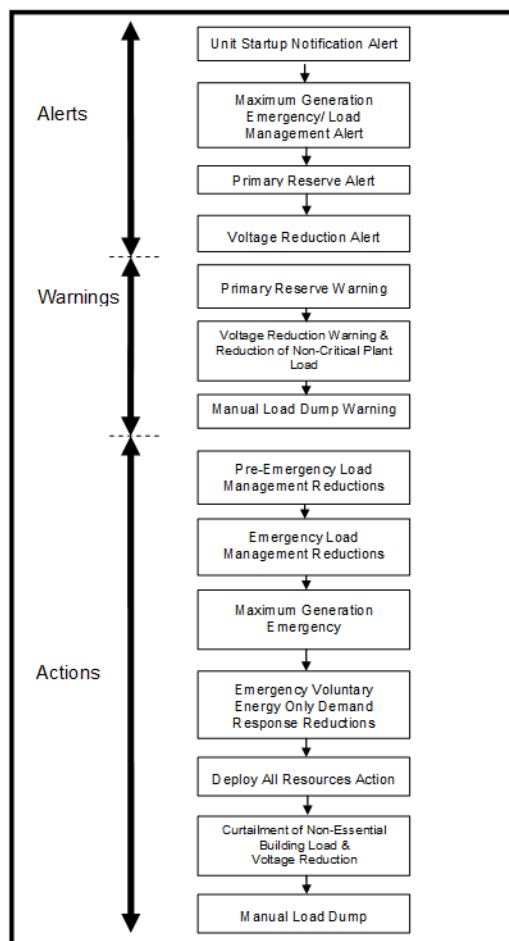 Alerts
Unit Startup Notification Alert
Maximum Generation
Emergency/ Load
Management Alert
Primary Reserve Alert
Voltage Reduction Alert
Warnings
Primary Reserve Warning
Voltage Reduction Warning &
Reduction of Non-Critical Plant
Load
Manual Load Dump Warning
Actions
Pre-Emergency Load
Management Reductions
Emergency Load
Management Reductions
Maximum Generation
Emergency
Emergency Voluntary
Energy Only Demand
Response Reductions
Deploy All Resources Action
Curtailment of Non-Essential
Building Load &
Voltage Reduction
Manual Load Dump